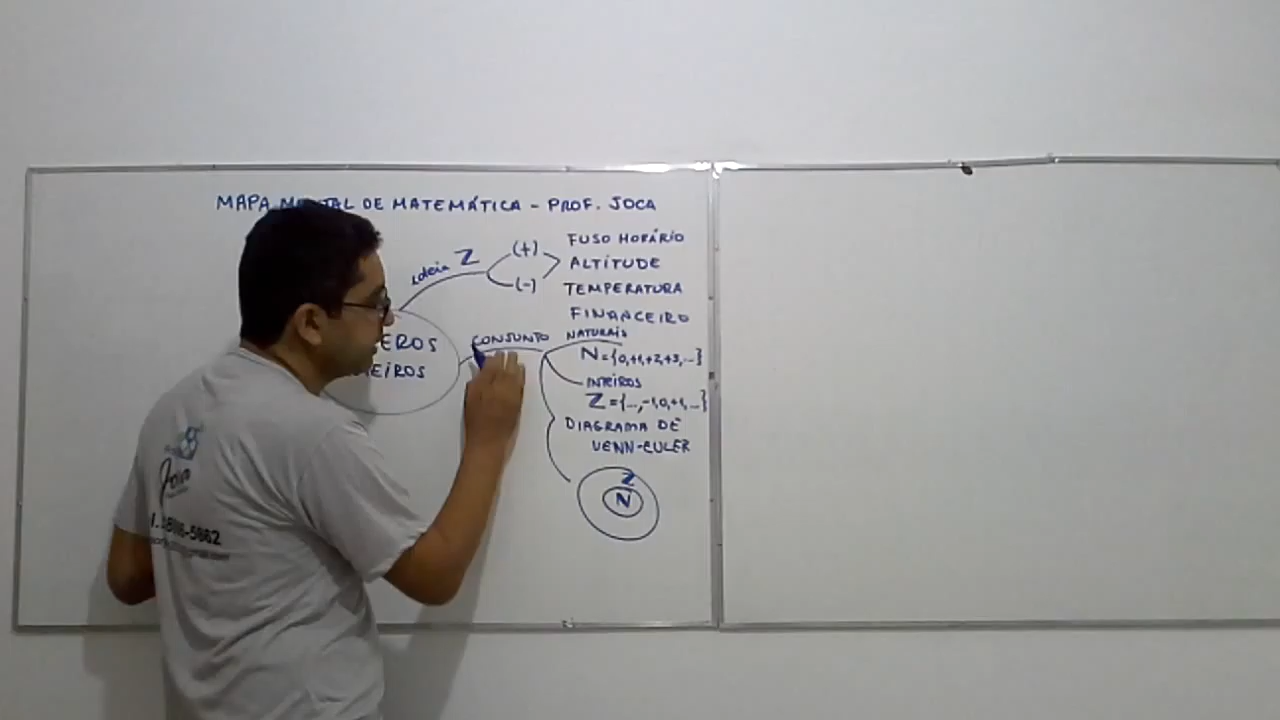 MAPA MENTAL DE MATEMÁTICA - PROF. JOCA
ideia Z
(+)
(-)
FUSO HORÁRIO
ALTITUDE
TEMPERATURA
FINANCEIRO
EROS
EIROS
CONJUNTO
NATURAIS
N={0,+1,+2,+3,...}
INTEIROS
Z={...,-1,0,+1,...}
DIAGRAMA DE
VENN-EULER
Z
N
Joca